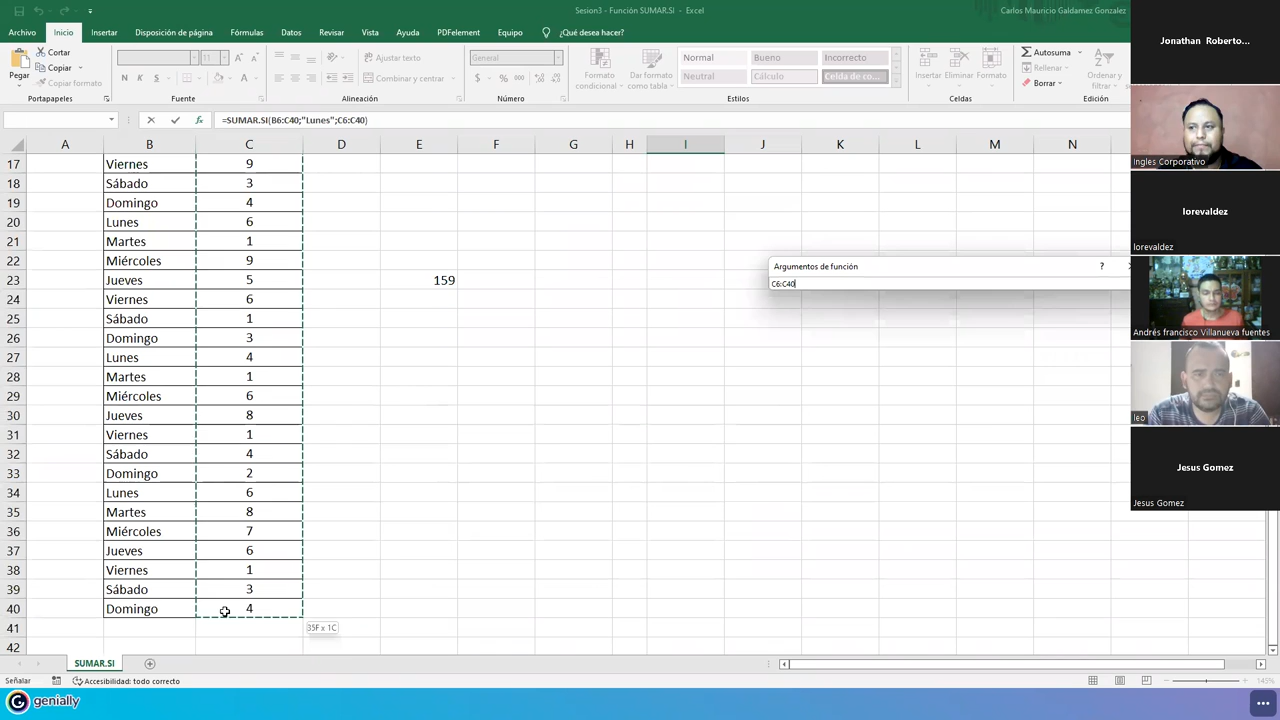 Sesion3 - Función SUMAR.SI - Excel
Carlos Mauricio Galdamez Gonzalez
Archivo Inicio Insertar Disposición de página Fórmulas Datos Revisar Vista Ayuda PDFelement Equipo ¿Qué desea hacer?
Pegar
Cortar
Copiar
Copiar formato
Portapapeles
11
N K S
Fuente
Ajustar texto
Combinar y centrar
Alineación
General
$ % 000
Número
Formato condicional
Dar formato como tabla
Normal Bueno Incorrecto
Neutral Cálculo Celda de co...
Estilos
Insertar Eliminar Formato
Celdas
Autosuma
Rellenar
Borrar
Ordenar y filtrar
Edición
=SUMAR.SI(B6:C40;"Lunes";C6:C40)
A B C D E F G H I J K L M N
17 Viernes 9
18 Sábado 3
19 Domingo 4
20 Lunes 6
21 Martes 1
22 Miércoles 9
23 Jueves 5 159
24 Viernes 6
25 Sábado 1
26 Domingo 3
27 Lunes 4
28 Martes 1
29 Miércoles 6
30 Jueves 8
31 Viernes 1
32 Sábado 4
33 Domingo 2
34 Lunes 6
35 Martes 8
36 Miércoles 7
37 Jueves 6
38 Viernes 1
39 Sábado 3
40 Domingo 4
41
42
35F x 1C
Argumentos de función ?
C6:C40
Jonathan Roberto...
Ingles Corporativo
lorevaldez
lorevaldez
Andrés francisco Villanueva fuentes
leo
Jesus Gomez
Jesus Gomez
SUMAR.SI
Señalar
Accesibilidad: todo correcto
145%
genially